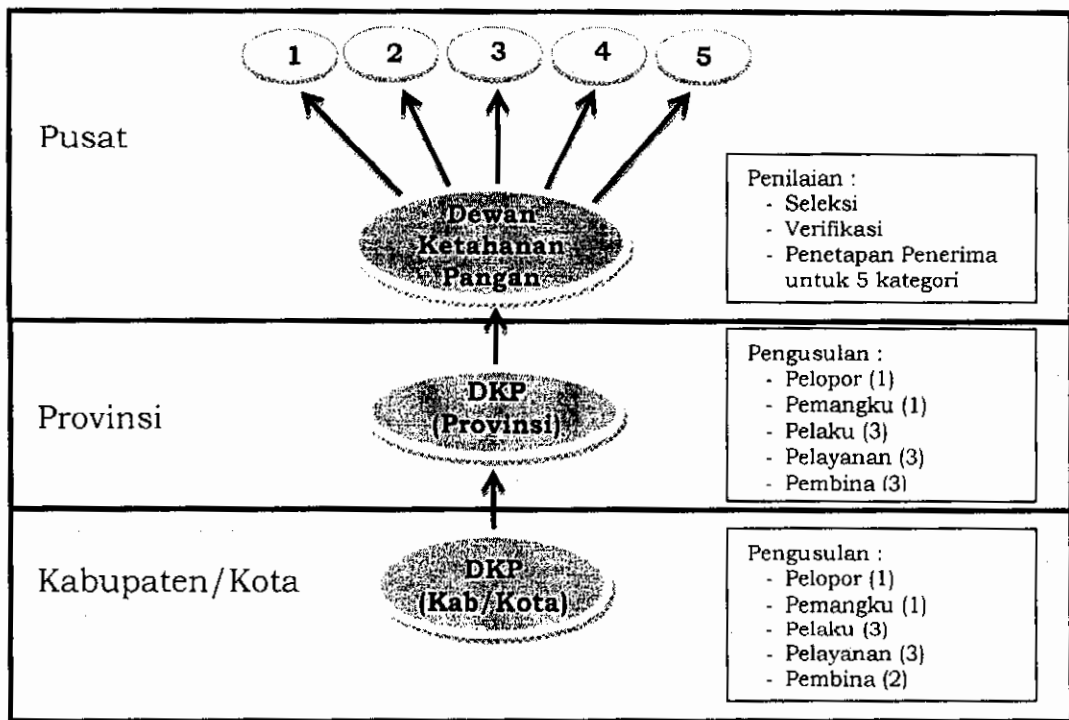 1 2 3 4 5
Pusat
Dewan
Ketahanan
Pangan
Penilaian :
- Seleksi
- Verifikasi
- Penetapan Penerima
untuk 5 kategori
Provinsi
DKP
(Provinsi)
Pengusulan :
- Pelopor (1)
- Pemangku (1)
- Pelaku (3)
- Pelayanan (3)
- Pembina (3)
Kabupaten/Kota
DKP
(Kab/Kota)
Pengusulan :
- Pelopor (1)
- Pemangku (1)
- Pelaku (3)
- Pelayanan (3)
- Pembina (2)